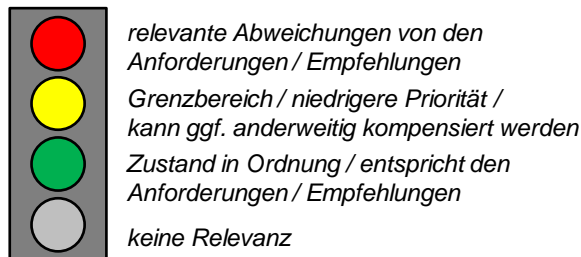 relevante Abweichungen von den
Anforderungen / Empfehlungen
Grenzbereich / niedrigere Priorität /
kann ggf. anderweitig kompensiert werden
Zustand in Ordnung / entspricht den
Anforderungen / Empfehlungen
keine Relevanz